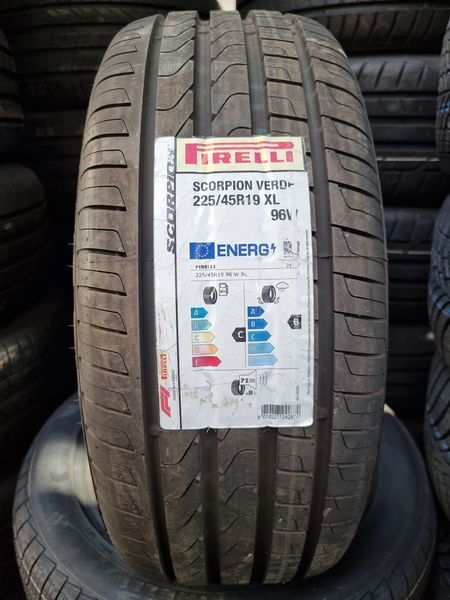 PIRELLI
SCORPION VERDE
225/45R19 XL
96W
SCORPION
ENERG
PIRELLI
225/45R19 96 W XL
A
B
C
D
E
C
A
B
C
D
E
B
71 dB
PIRELLI